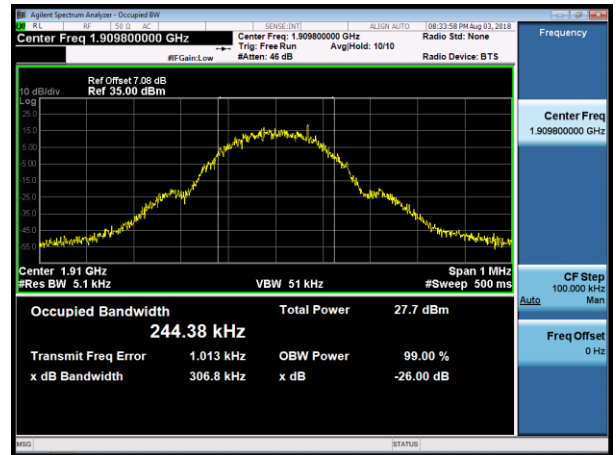 Agilent Spectrum Analyzer - Occupied BW
RL RF 50 Ω AC SENSE:INT ALIGN AUTO 08:33:58 PM Aug 03, 2018
Center Freq 1.909800000 GHz Center Freq: 1.909800000 GHz Radio Std: None
Trig: Free Run Avg|Hold: 10/10
#IFGain:Low #Atten: 46 dB Radio Device: BTS
Ref Offset 7.08 dB
10 dB/div Ref 35.00 dBm
Log
25.0
15.0
5.00
-5.00
-15.0
-25.0
-35.0
-45.0
-55.0
Center 1.91 GHz Span 1 MHz
#Res BW 5.1 kHz VBW 51 kHz #Sweep 500 ms
Occupied Bandwidth Total Power 27.7 dBm
244.38 kHz
Transmit Freq Error 1.013 kHz OBW Power 99.00 %
x dB Bandwidth 306.8 kHz x dB -26.00 dB
MSG STATUS
Frequency
Center Freq
1.909800000 GHz
CF Step
100.000 kHz
Auto Man
Freq Offset
0 Hz